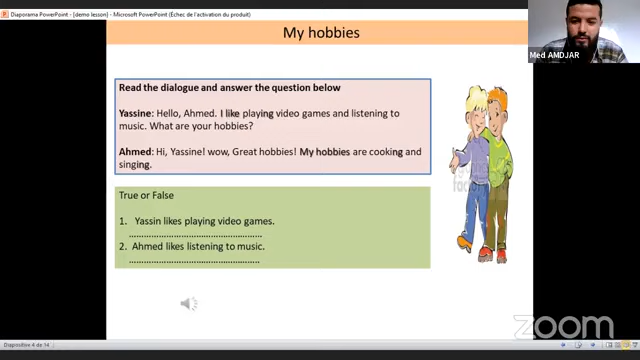 Diaporama PowerPoint - [demo lesson] - Microsoft PowerPoint (Échec de l'activation du produit)
My hobbies
Med AMDJAR
Read the dialogue and answer the question below
Yassine: Hello, Ahmed. I like playing video games and listening to
music. What are your hobbies?
Ahmed: Hi, Yassine! wow, Great hobbies! My hobbies are cooking and
singing.
True or False
1. Yassin likes playing video games.
………………………………………….
2. Ahmed likes listening to music.
…………………………………………..
zoom
Diapositive 4 de 14